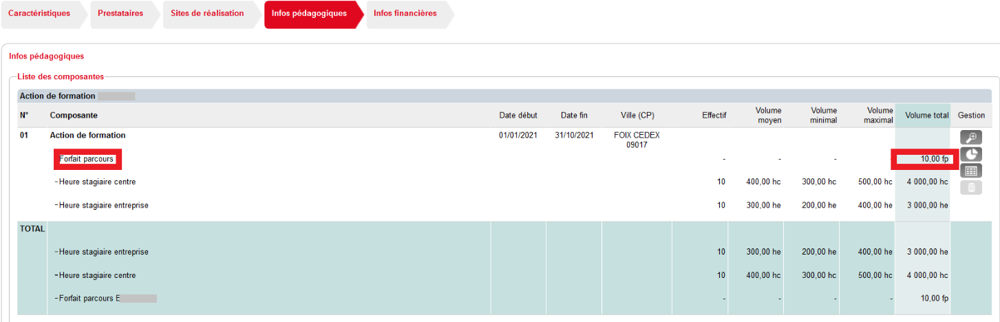 Caractéristiques Prestataires Sites de réalisation Infos pédagogiques Infos financières
Infos pédagogiques
Liste des composantes
Action de formation
N° Composante Date début Date fin Ville (CP) Effectif Volume moyen Volume minimal Volume maximal Volume total Gestion
01 Action de formation 01/01/2021 31/10/2021 FOIX CEDEX 09017
Forfait parcours - - - - 10,00 fp
- Heure stagiaire centre 10 400,00 hc 300,00 hc 500,00 hc 4 000,00 hc
- Heure stagiaire entreprise 10 300,00 he 200,00 he 400,00 he 3 000,00 he
TOTAL
- Heure stagiaire entreprise 10 300,00 he 200,00 he 400,00 he 3 000,00 he
- Heure stagiaire centre 10 400,00 hc 300,00 hc 500,00 hc 4 000,00 hc
- Forfait parcours E - - - - 10,00 fp